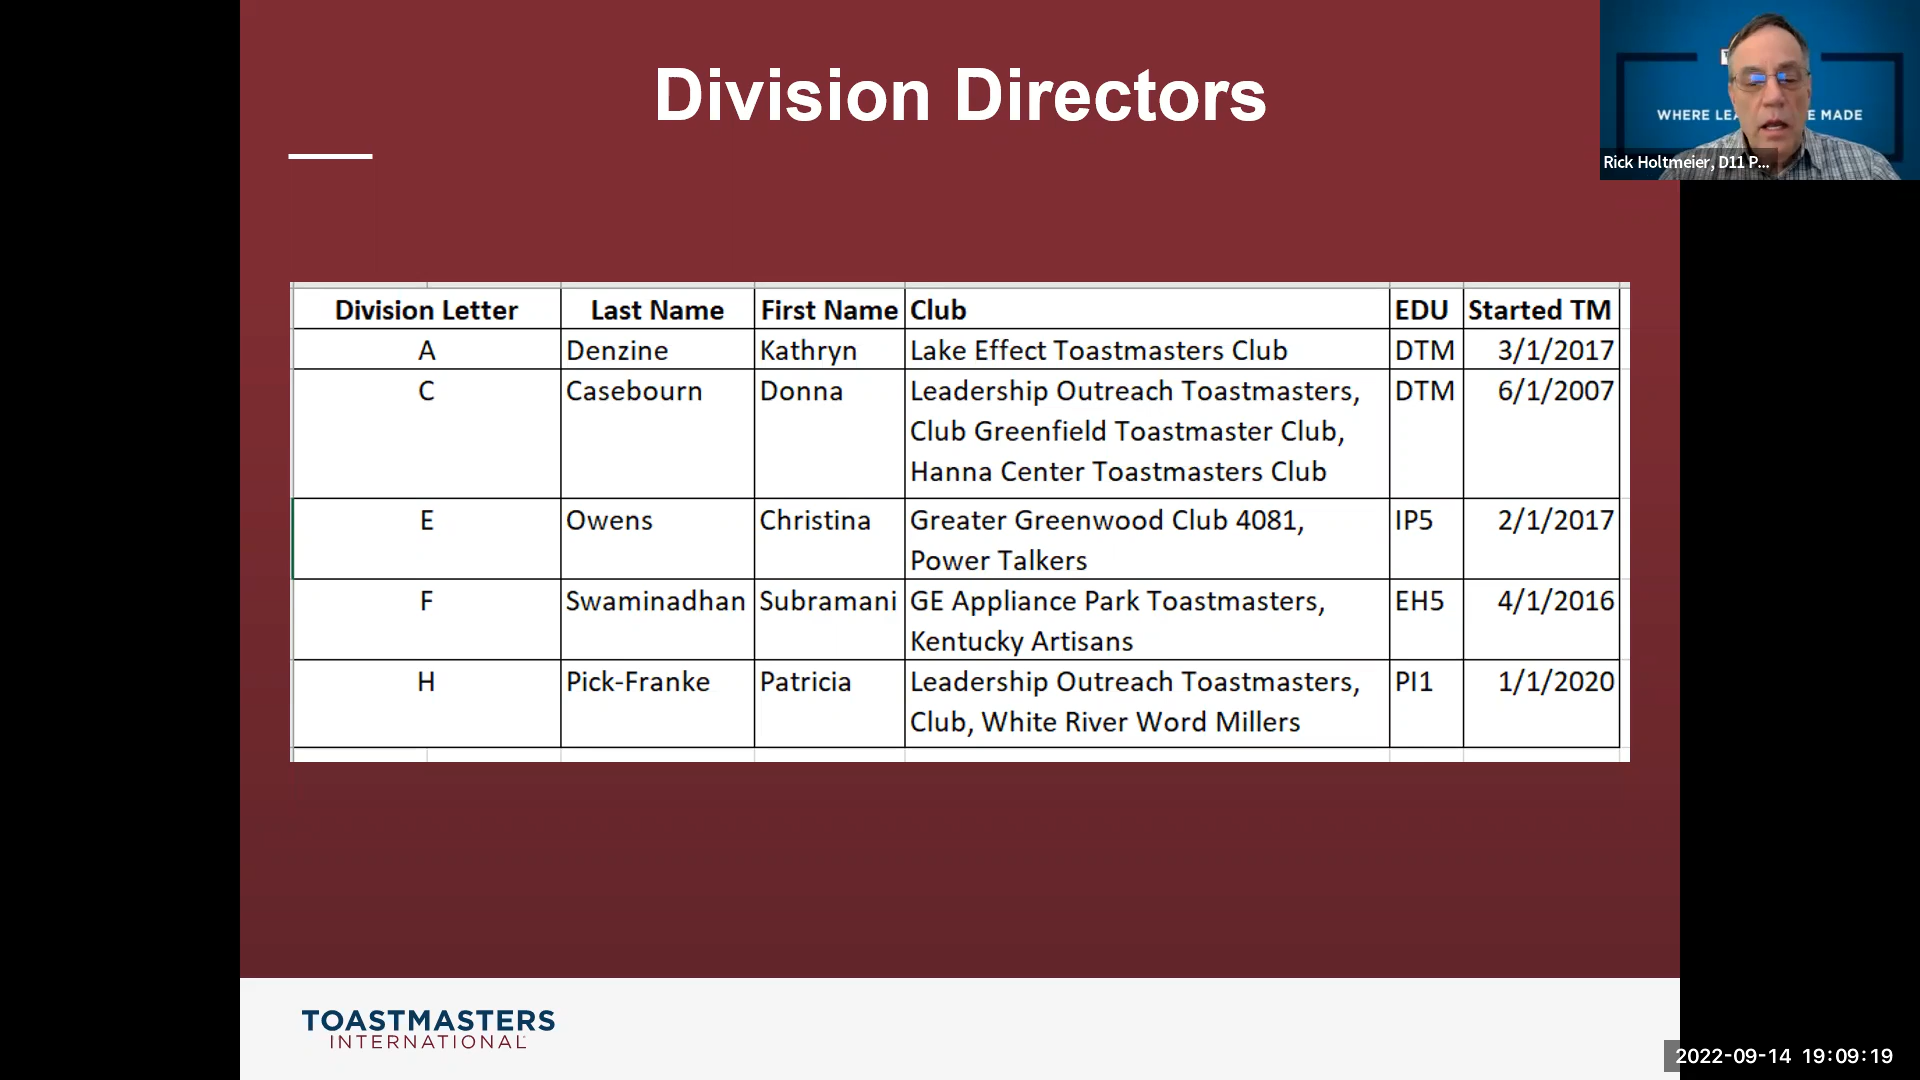 Division Directors
WHERE LEA E MADE
Rick Holtmeier, D11 P...
Division Letter Last Name First Name Club EDU Started TM
A Denzine Kathryn Lake Effect Toastmasters Club DTM 3/1/2017
C Casebourn Donna Leadership Outreach Toastmasters, DTM 6/1/2007
Club Greenfield Toastmaster Club,
Hanna Center Toastmasters Club
E Owens Christina Greater Greenwood Club 4081, IP5 2/1/2017
Power Talkers
F Swaminadhan Subramani GE Appliance Park Toastmasters, EH5 4/1/2016
Kentucky Artisans
H Pick-Franke Patricia Leadership Outreach Toastmasters, PI1 1/1/2020
Club, White River Word Millers
TOASTMASTERS
INTERNATIONAL
2022-09-14 19:09:19